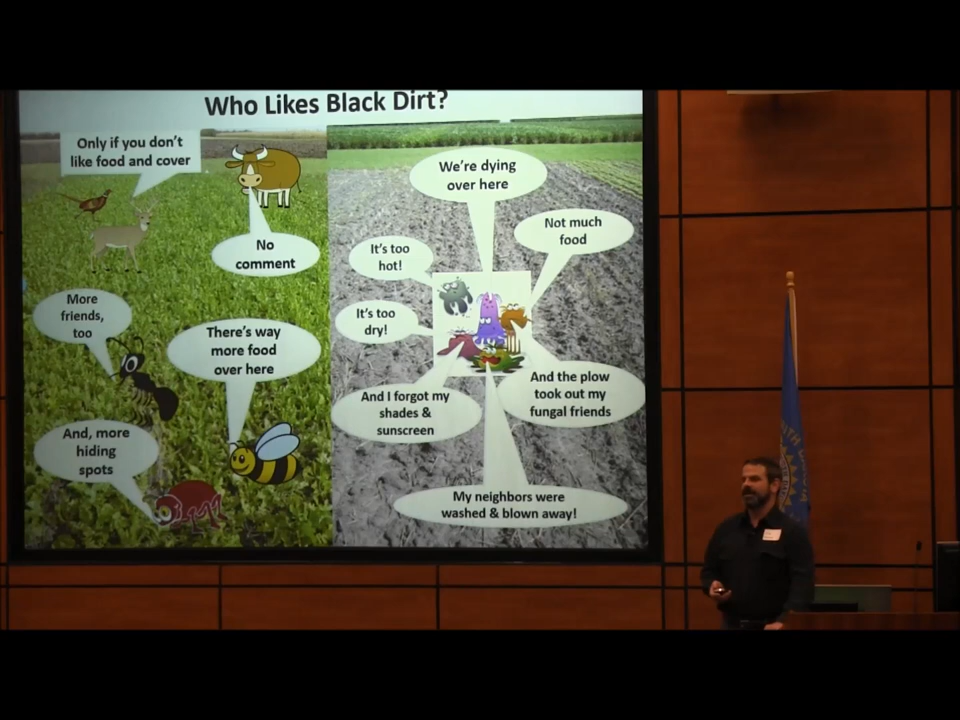 Who Likes Black Dirt?
Only if you don't
like food and cover
No
comment
More
friends,
too
There's way
more food
over here
And, more
hiding
spots
We're dying
over here
Not much
food
It's too
hot!
It's too
dry!
And I forgot my
shades &
sunscreen
And the plow
took out my
fungal friends
My neighbors were
washed & blown away!